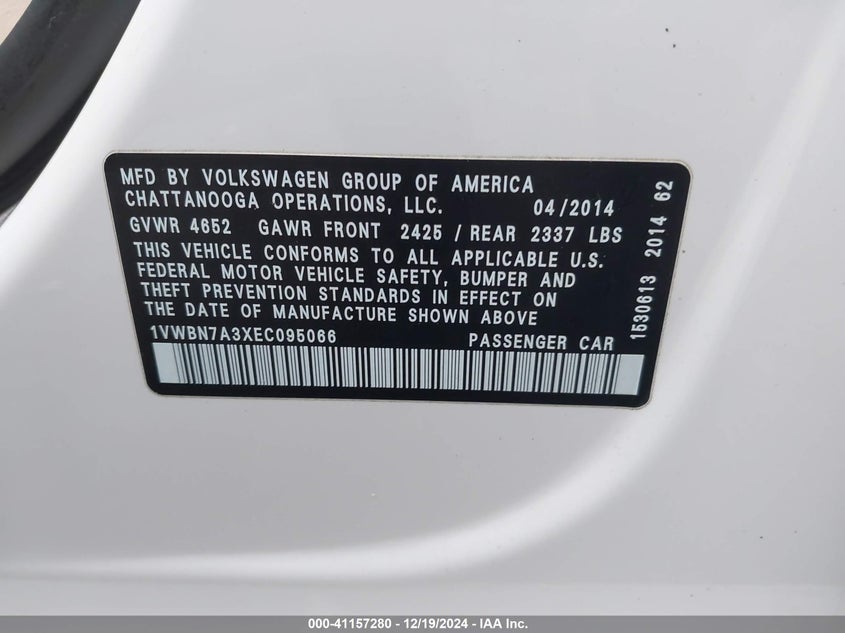 MFD BY VOLKSWAGEN GROUP OF AMERICA
CHATTANOOGA OPERATIONS, LLC. 04/2014
GVWR 4652 GAWR FRONT 2425 / REAR 2337 LBS
THIS VEHICLE CONFORMS TO ALL APPLICABLE U.S.
FEDERAL MOTOR VEHICLE SAFETY, BUMPER AND
THEFT PREVENTION STANDARDS IN EFFECT ON
THE DATE OF MANUFACTURE SHOWN ABOVE
1VWBN7A3XEC095066 PASSENGER CAR
1530613 2014 62
000-41157280 - 12/19/2024 - IAA Inc.